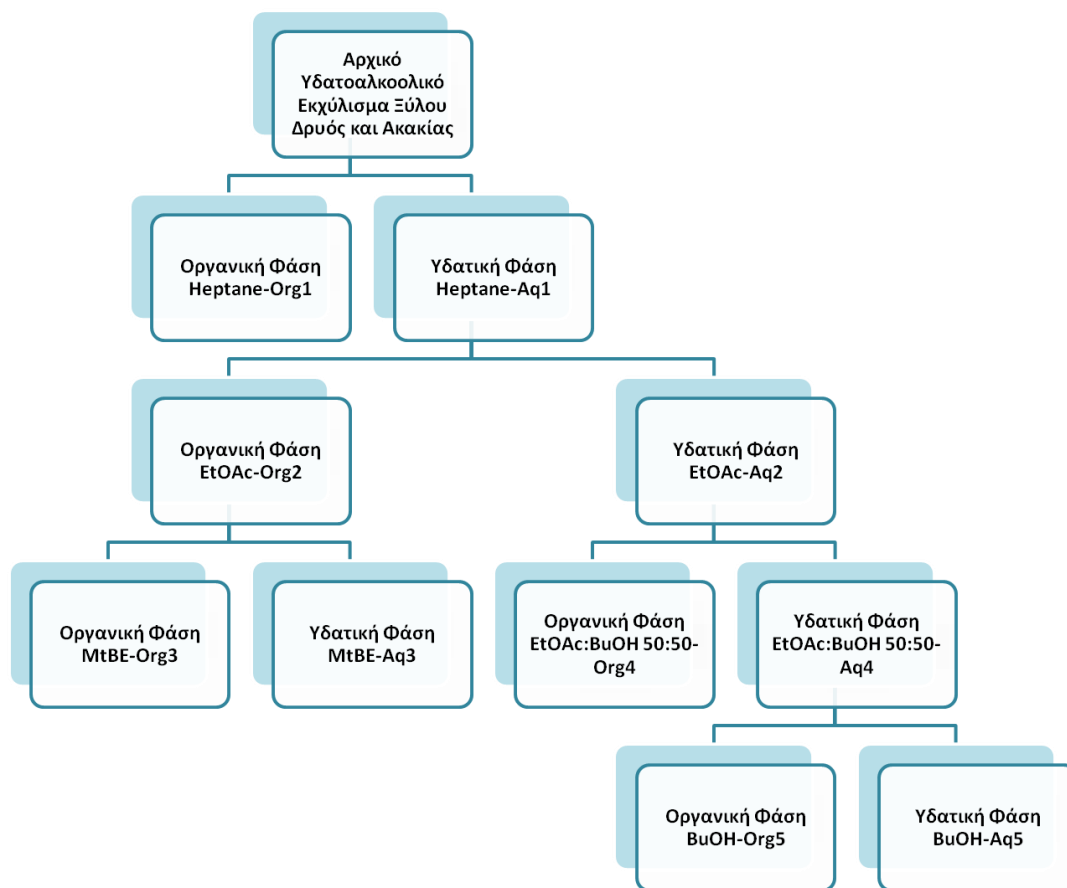 Αρχικό
Υδατοαλκοολικό
Εκχύλισμα Ξύλου
Δρυός και Ακακίας
Οργανική Φάση
Heptane-Org1
Υδατική Φάση
Heptane-Aq1
Οργανική Φάση
EtOAc-Org2
Υδατική Φάση
EtOAc-Aq2
Οργανική Φάση
MtBE-Org3
Υδατική Φάση
MtBE-Aq3
Οργανική Φάση
EtOAc:BuOH 50:50-
Org4
Υδατική Φάση
EtOAc:BuOH 50:50-
Aq4
Οργανική Φάση
BuOH-Org5
Υδατική Φάση
BuOH-Aq5